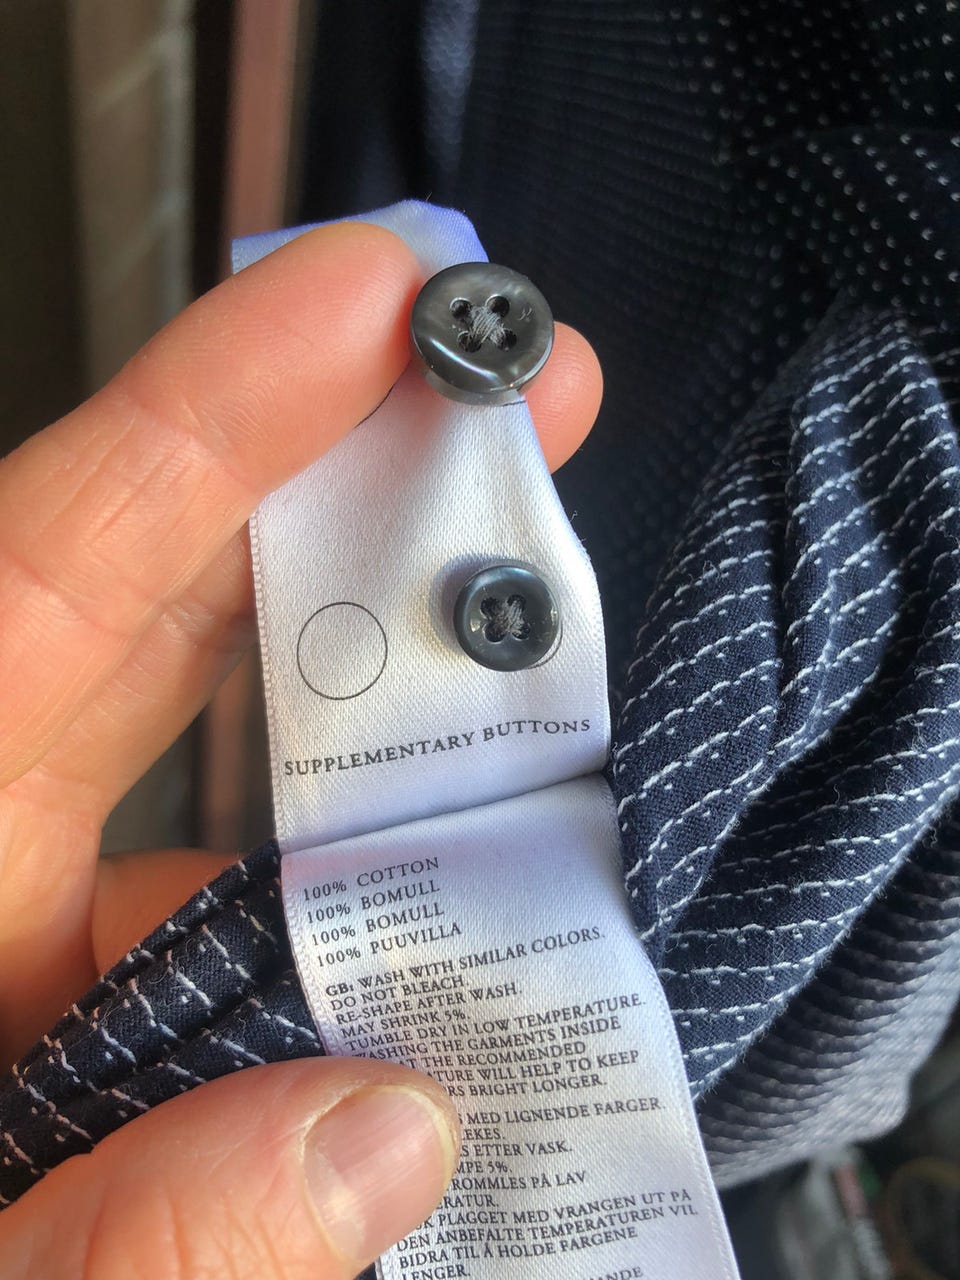 SUPPLEMENTARY BUTTONS
100% COTTON
100% BOMULL
100% BOMULL
100% PUUVILLA
GB: WASH WITH SIMILAR COLORS.
DO NOT BLEACH.
RE-SHAPE AFTER WASH.
MAY SHRINK 5%.
TUMBLE DRY IN LOW TEMPERATURE.
WASHING THE GARMENTS INSIDE
THE RECOMMENDED
WILL HELP TO KEEP
BRIGHT LONGER.
MED LIGNENDE FARGER.
ETTER VASK.
5%.
PÅ LAV
PLAGGET MED VRANGEN UT PÅ
DEN ANBEFALTE TEMPERATUREN VIL
BIDRA TIL Å HOLDE FARGENE
LENGER.